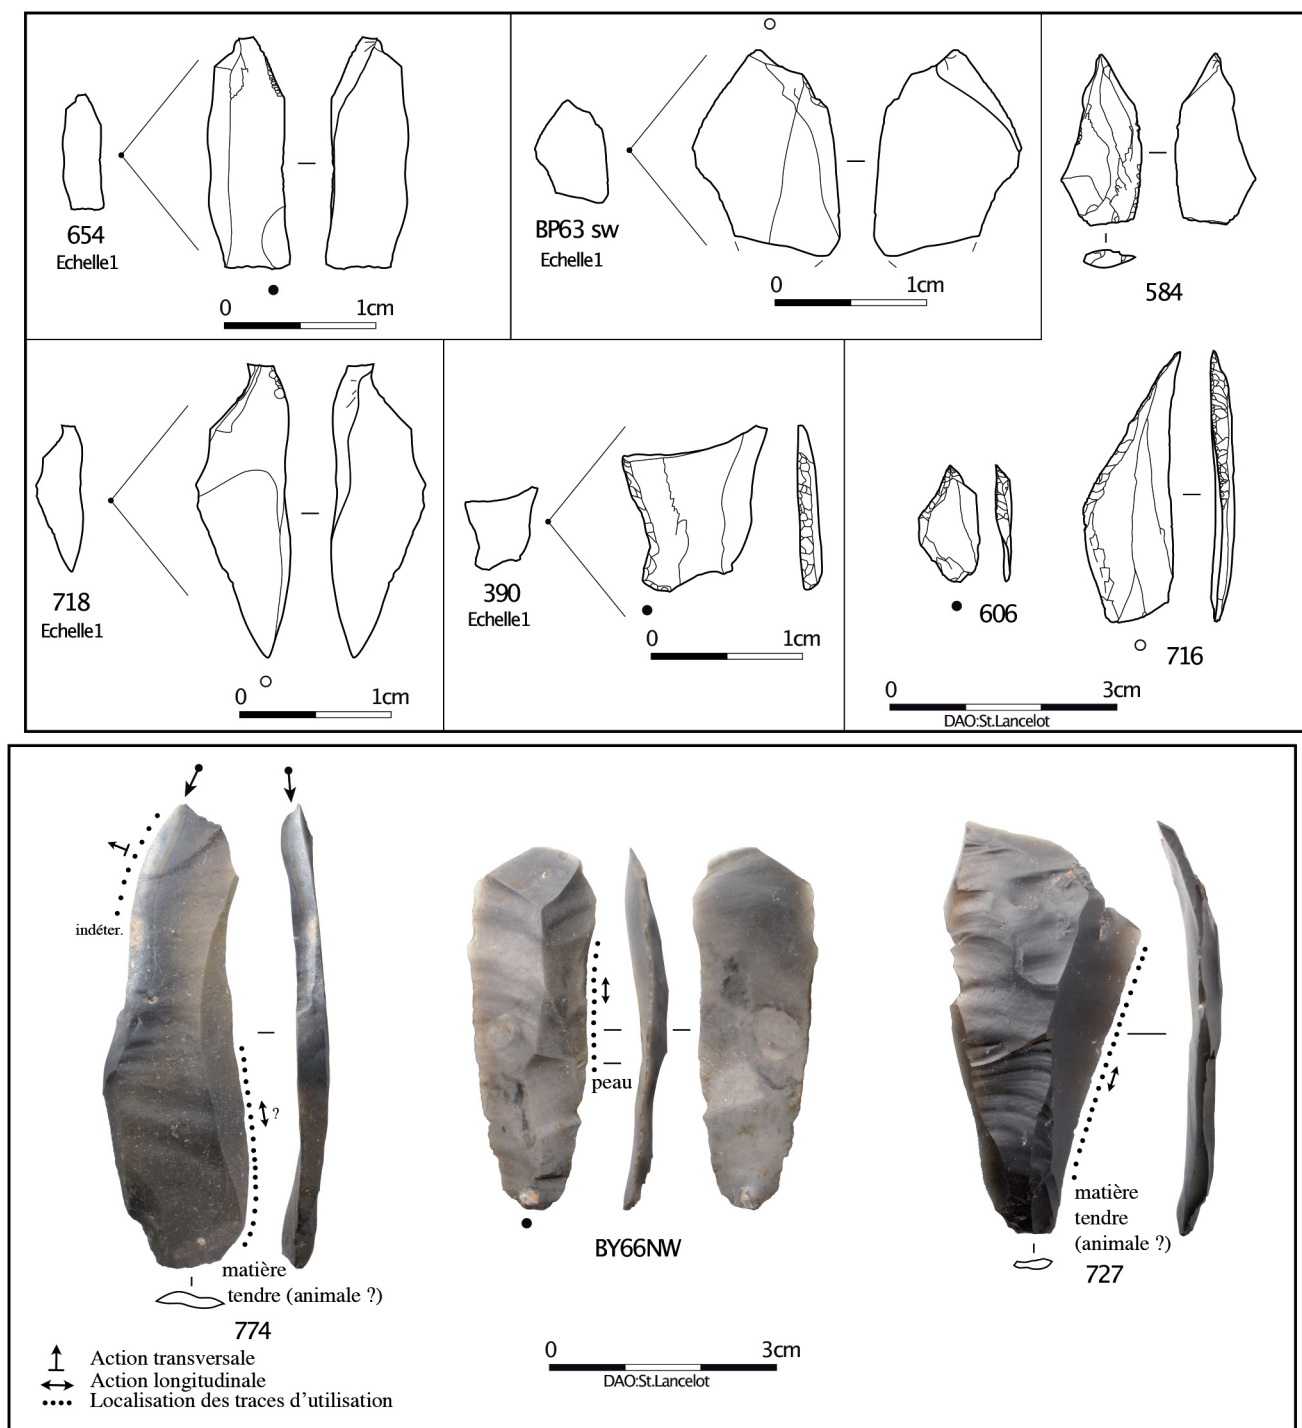 654
Echelle1
0 1cm
BP63 sw
Echelle1
0 1cm
584
718
Echelle1
0 1cm
390
Echelle1
0 1cm
606
716
0 3cm
DAO:St.Lancelot
indéter.
?
matière
tendre (animale ?)
774
peau
BY66NW
matière
tendre
(animale ?)
727
Action transversale
Action longitudinale
Localisation des traces d'utilisation
0 3cm
DAO:St.Lancelot